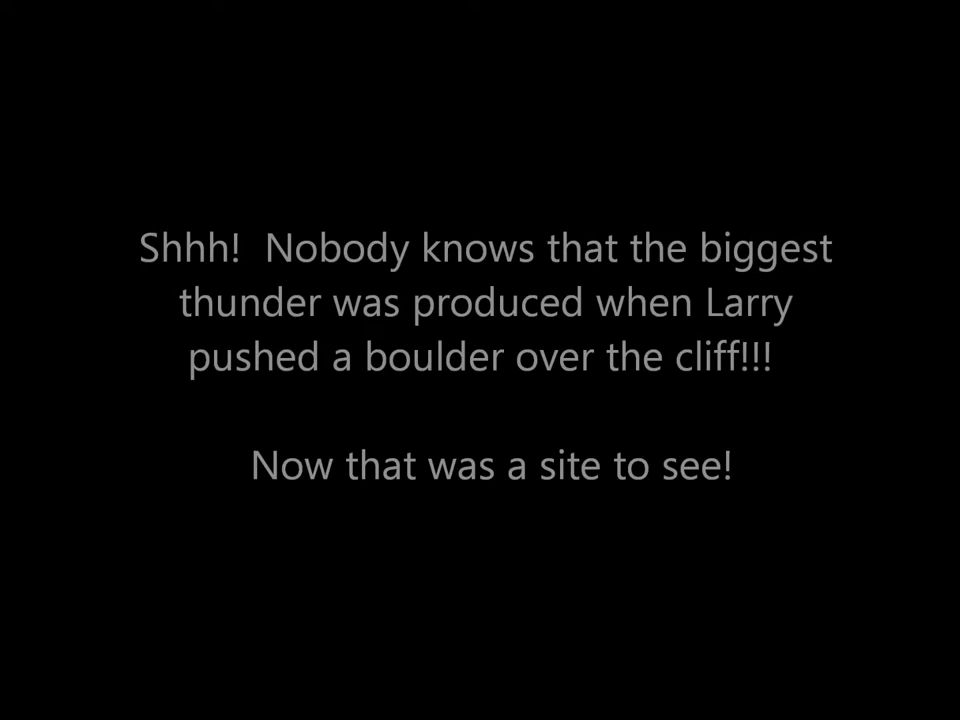 Shhh!  Nobody knows that the biggest
thunder was produced when Larry
pushed a boulder over the cliff!!!
Now that was a site to see!